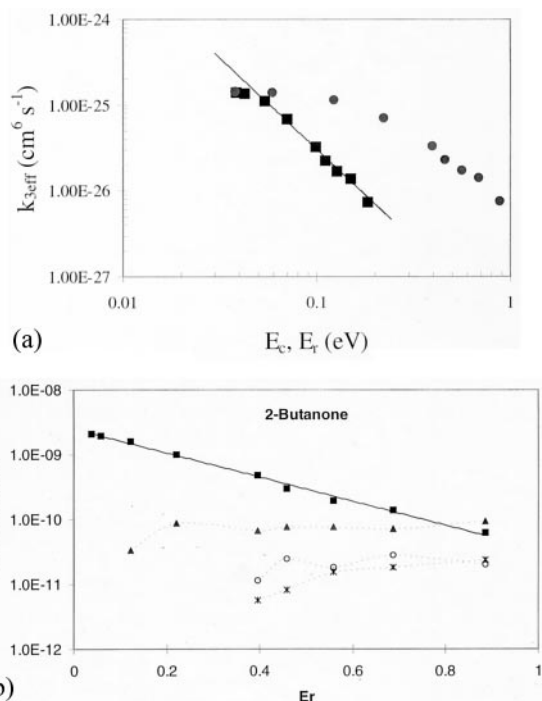 1.00E-24
1.00E-25
1.00E-26
1.00E-27
k3eff (cm⁶ s⁻¹)
0.01 0.1 1
(a) Ec, Er (eV)
1.0E-08
2-Butanone
1.0E-09
1.0E-10
1.0E-11
1.0E-12
0 0.2 0.4 0.6 0.8 1
Er